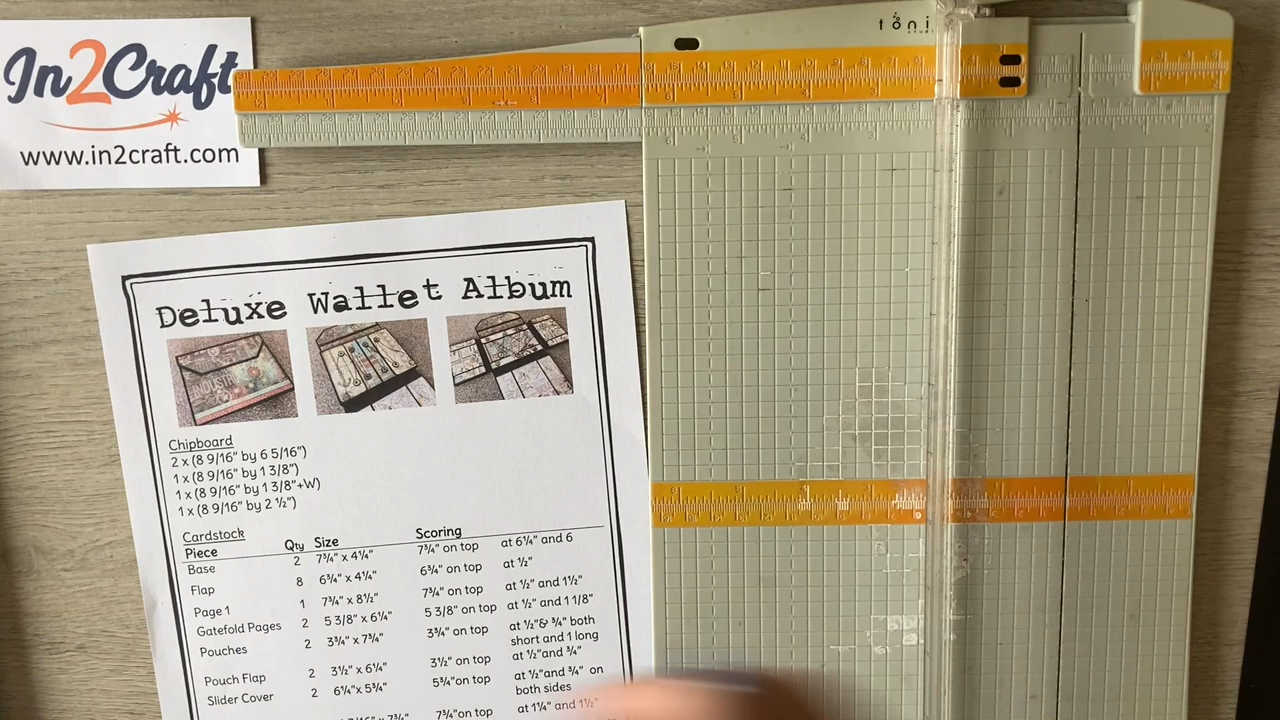 In2Craft
www.in2craft.com
toni
Deluxe Wallet Album
Chipboard
2 x (8 9/16" by 6 5/16")
1 x (8 9/16" by 1 3/8")
1 x (8 9/16" by 1 3/8"+W)
1 x (8 9/16" by 2 ½")
Cardstock
Piece Qty Size Scoring
Base 2 7¾" x 4¼" 7¾" on top at 6¼" and 6
Flap 8 6¾" x 4¼" 6¾" on top at ½"
Page 1 1 7¾" x 8½" 7¾" on top at ½" and 1½"
Gatefold Pages 2 5 3/8" x 6¼" 5 3/8" on top at ½" and 1 1/8"
Pouches 2 3¾" x 7¾" 3¾" on top at ½"& ¾" both
short and 1 long
at ½"and ¾"
Pouch Flap 2 3½" x 6¼" 3½" on top at ½"and ¾" on
both sides
Slider Cover 2 6¼"x 5¾" 5¾"on top at 1¼" and 1½"
7¾"on top